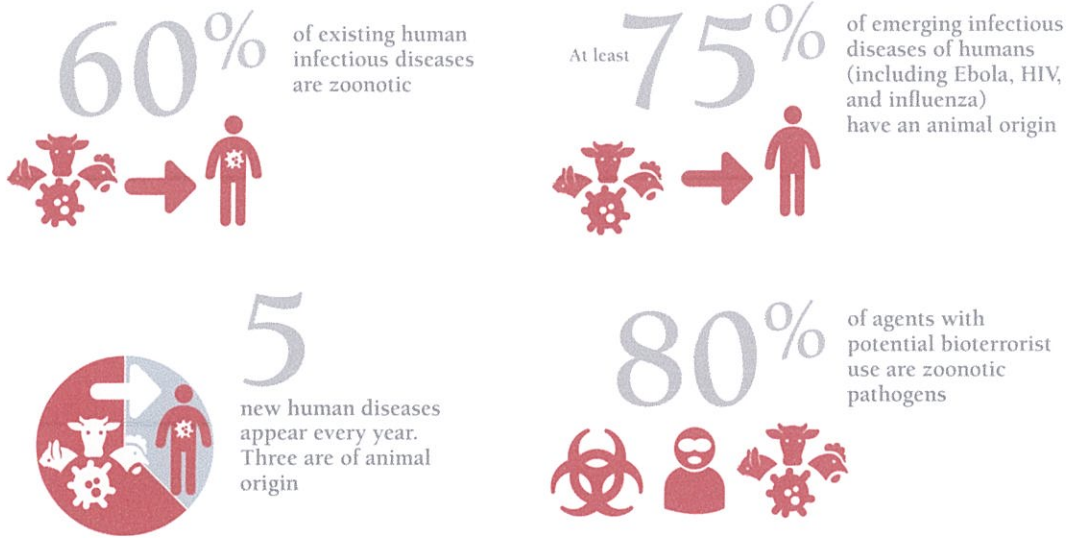 60%
of existing human
infectious diseases
are zoonotic
At least 75%
of emerging infectious
diseases of humans
(including Ebola, HIV,
and influenza)
have an animal origin
5
new human diseases
appear every year.
Three are of animal
origin
80%
of agents with
potential bioterrorist
use are zoonotic
pathogens